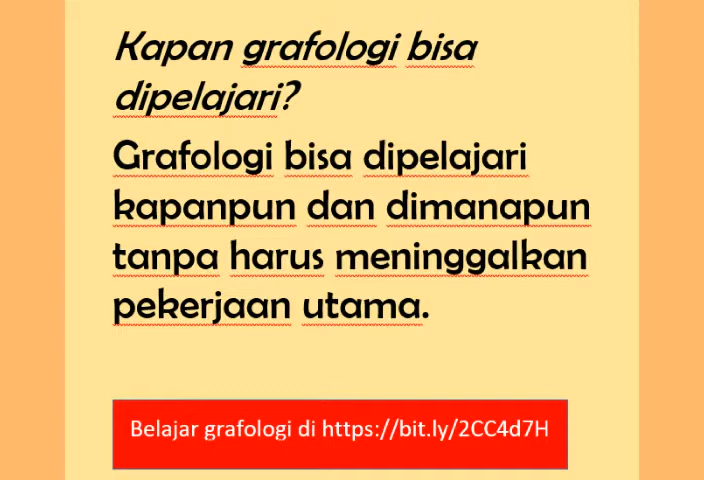 Kapan grafologi bisa
dipelajari?
Grafologi bisa dipelajari
kapanpun dan dimanapun
tanpa harus meninggalkan
pekerjaan utama.
Belajar grafologi di https://bit.ly/2CC4d7H